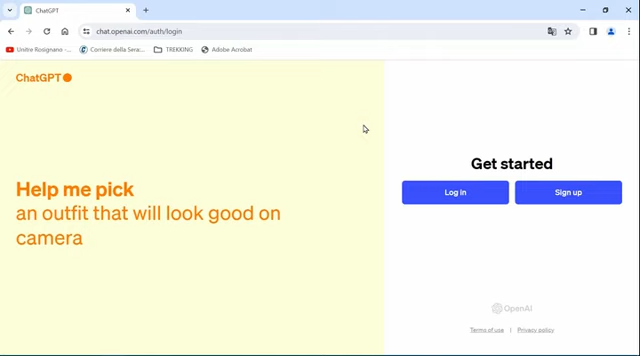 ChatGPT
chat.openai.com/auth/login
Unitre Rosignano -...
Corriere della Sera:...
TREKKING
Adobe Acrobat
ChatGPT
Help me pick
an outfit that will look good on
camera
Get started
Log in
Sign up
OpenAI
Terms of use | Privacy policy